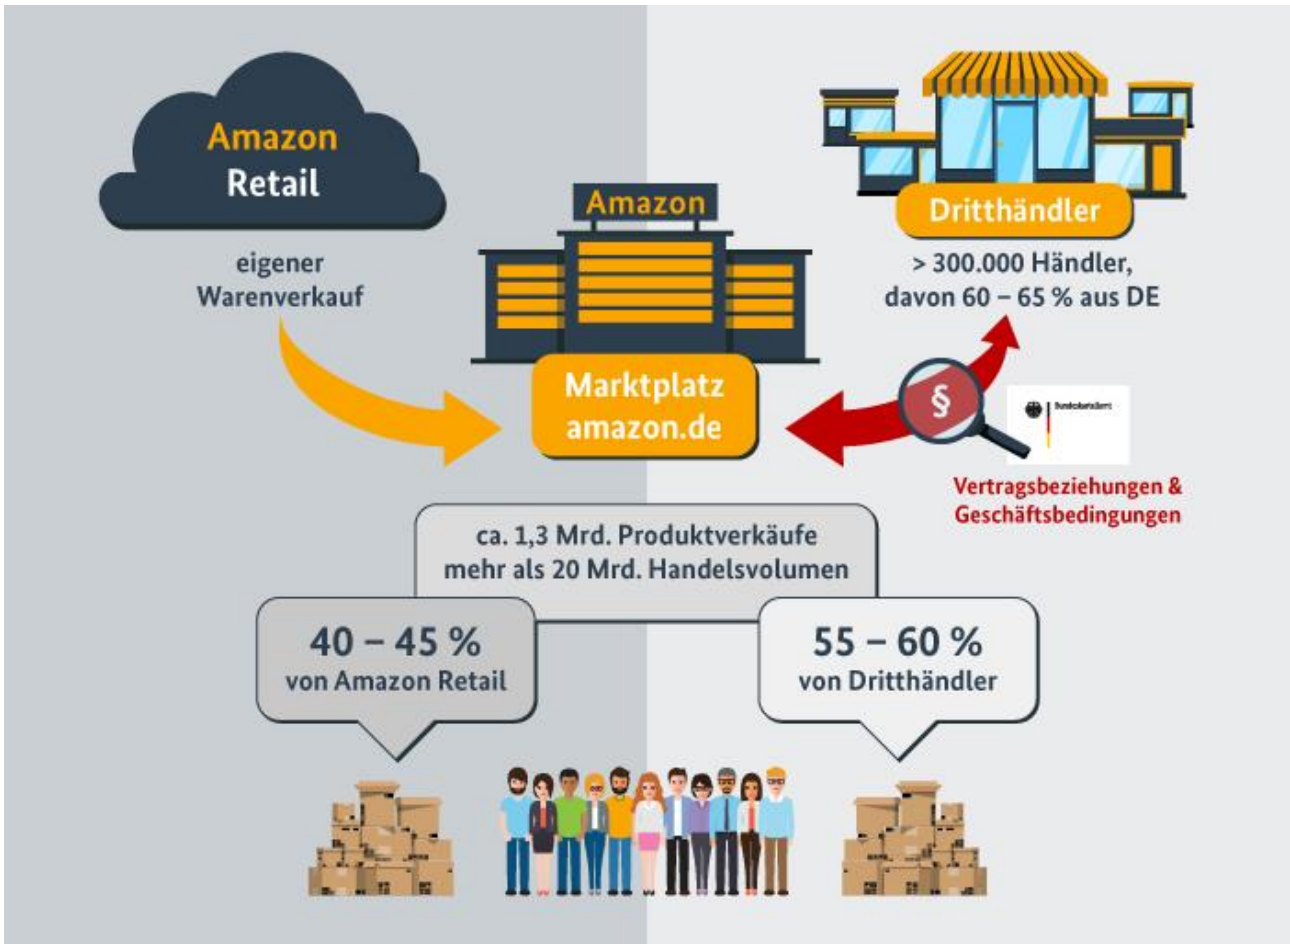 Amazon
Retail
eigener
Warenverkauf
Amazon
Marktplatz
amazon.de
Dritthändler
> 300.000 Händler,
davon 60 – 65 % aus DE
§
Bundeskartellamt
Vertragsbeziehungen &
Geschäftsbedingungen
ca. 1,3 Mrd. Produktverkäufe
mehr als 20 Mrd. Handelsvolumen
40 – 45 %
von Amazon Retail
55 – 60 %
von Dritthändler